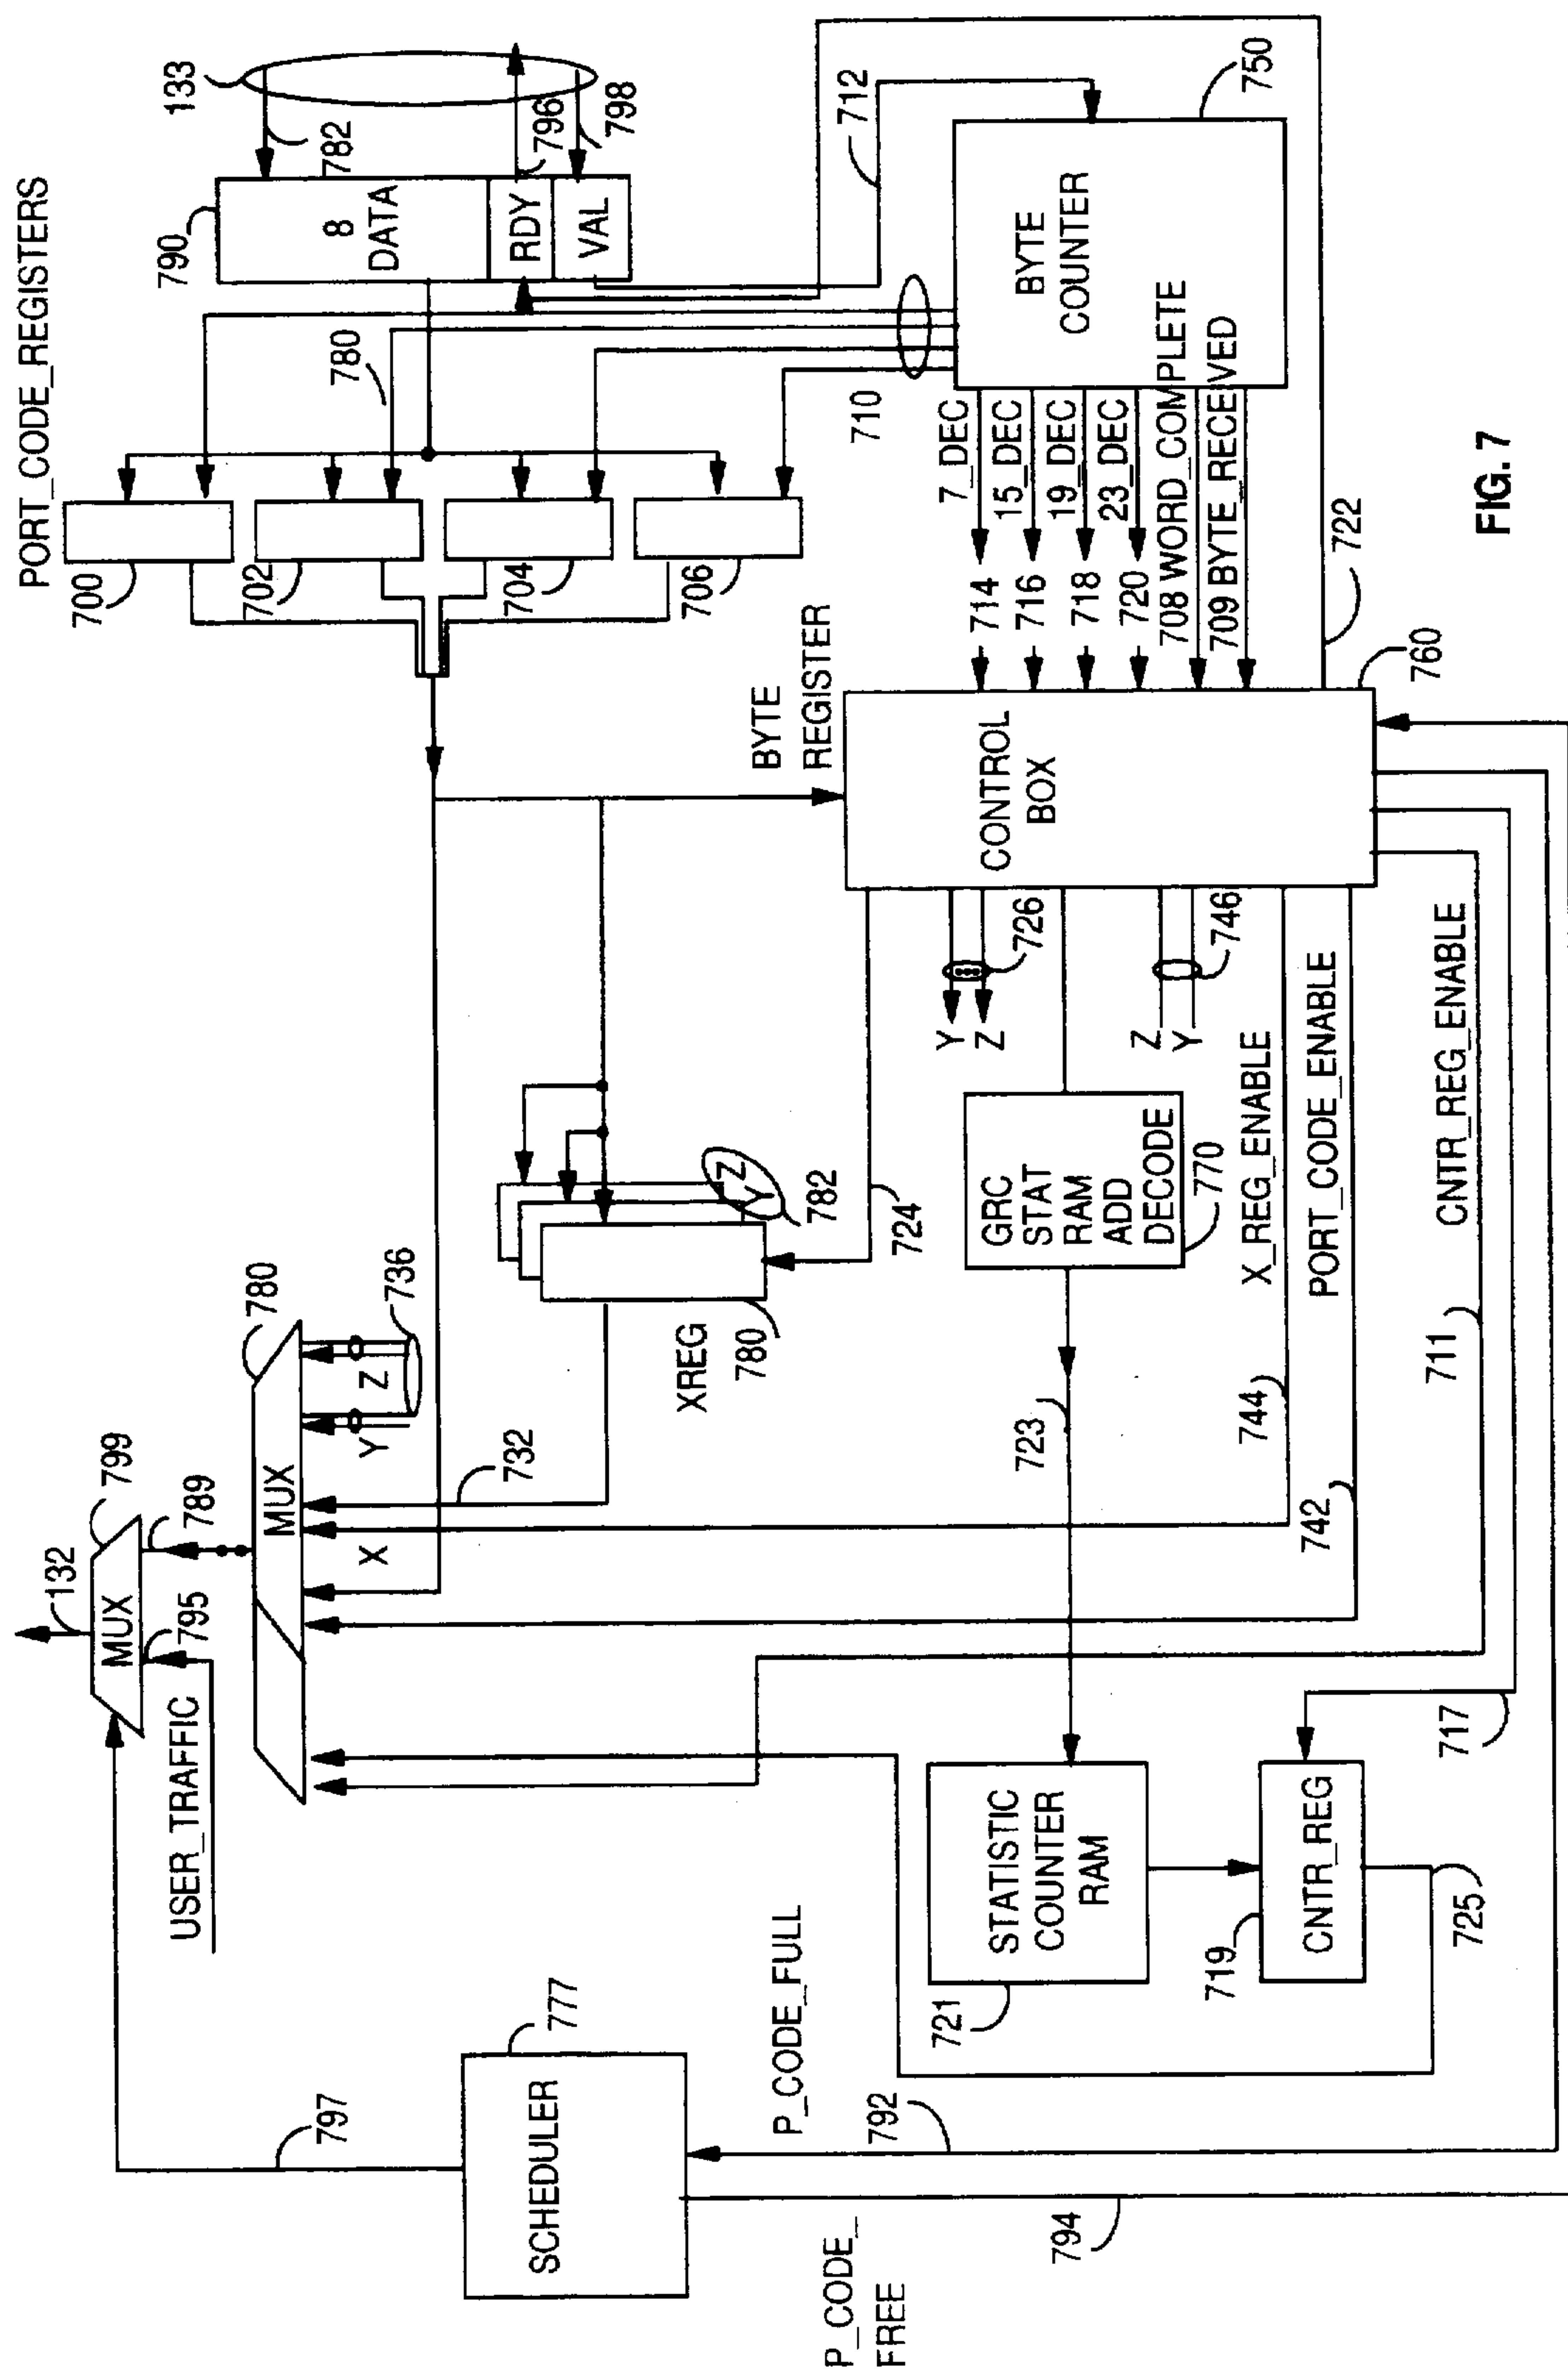 PORT_CODE_REGISTERS
790
782
133
8
DATA
RDY
VAL
796
798
780
700
702
704
706
710
712
BYTE
COUNTER
750
7_DEC
15_DEC
19_DEC
23_DEC
714
716
718
720
708 WORD_COMPLETE
709 BYTE_RECEIVED
722
BYTE
REGISTER
CONTROL
BOX
760
Y
Z
726
Z
Y
746
724
X_REG_ENABLE
PORT_CODE_ENABLE
CNTR_REG_ENABLE
GRC
STAT
RAM
ADD
DECODE
770
Y Z
782
XREG
780
723
744
742
711
717
132
MUX
799
789
795
USER_TRAFFIC
780
MUX
X
Y
Z
736
732
STATISTIC
COUNTER
RAM
721
CNTR_REG
719
725
SCHEDULER
777
797
P_CODE_FULL
792
P_CODE_
FREE
794
FIG. 7